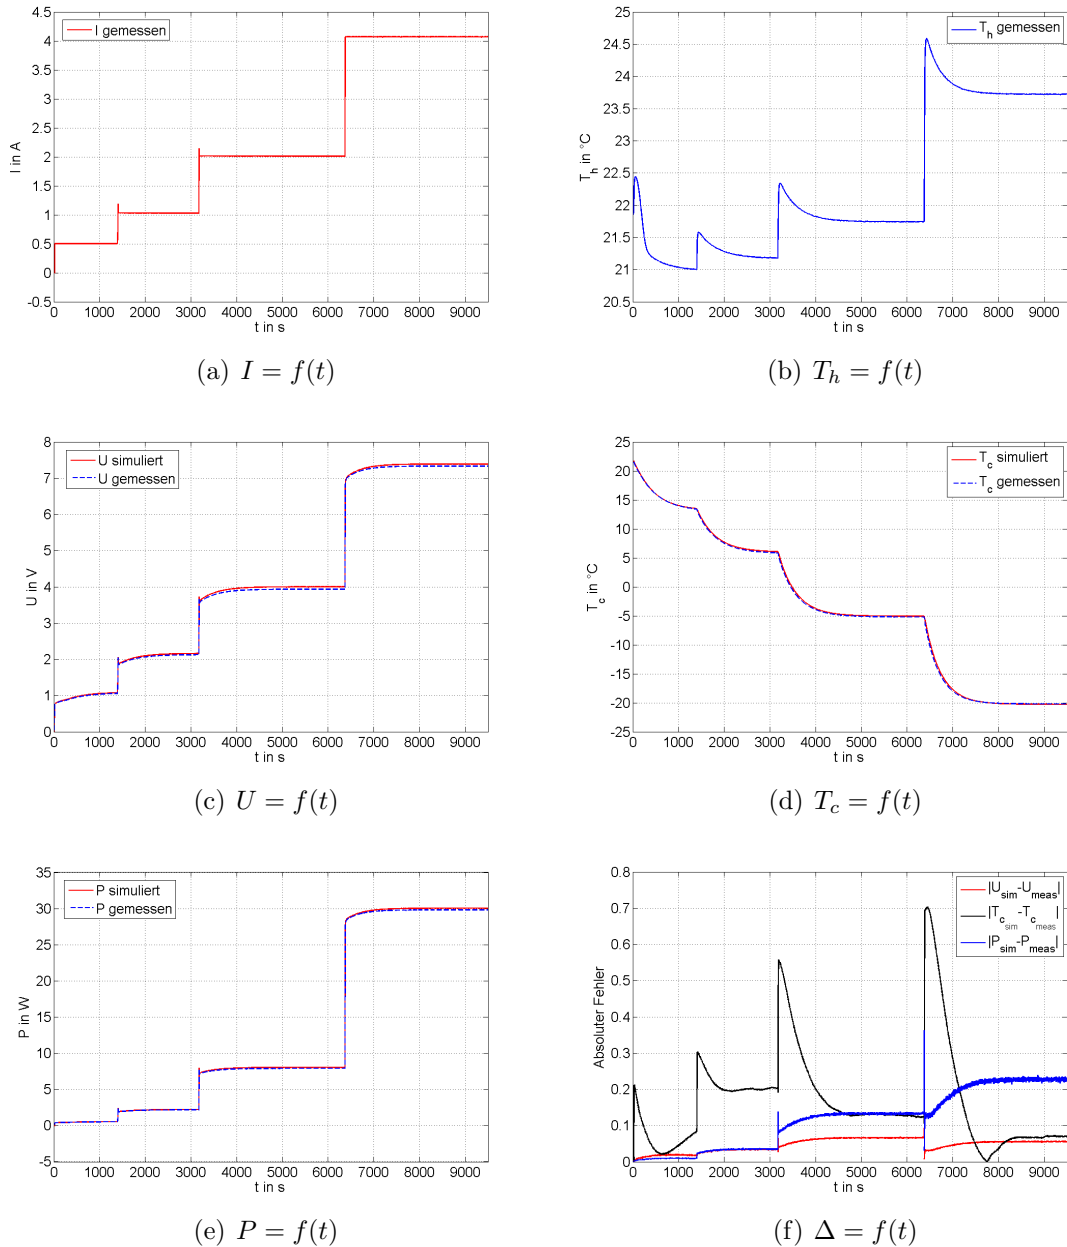 4.5
4
3.5
3
2.5
2
1.5
1
0.5
0
-0.5
I in A
I gemessen
0 1000 2000 3000 4000 5000 6000 7000 8000 9000
t in s
(a) I = f(t)
25
24.5
24
23.5
23
22.5
22
21.5
21
20.5
T_h in °C
T_h gemessen
0 1000 2000 3000 4000 5000 6000 7000 8000 9000
t in s
(b) T_h = f(t)
8
7
6
5
4
3
2
1
0
U in V
U simuliert
U gemessen
0 1000 2000 3000 4000 5000 6000 7000 8000 9000
t in s
(c) U = f(t)
25
20
15
10
5
0
-5
-10
-15
-20
-25
T_c in °C
T_c simuliert
T_c gemessen
0 1000 2000 3000 4000 5000 6000 7000 8000 9000
t in s
(d) T_c = f(t)
35
30
25
20
15
10
5
0
-5
P in W
P simuliert
P gemessen
0 1000 2000 3000 4000 5000 6000 7000 8000 9000
t in s
(e) P = f(t)
0.8
0.7
0.6
0.5
0.4
0.3
0.2
0.1
0
Absoluter Fehler
|U_sim-U_meas|
|T_c_sim-T_c_meas|
|P_sim-P_meas|
0 1000 2000 3000 4000 5000 6000 7000 8000 9000
t in s
(f) Δ = f(t)